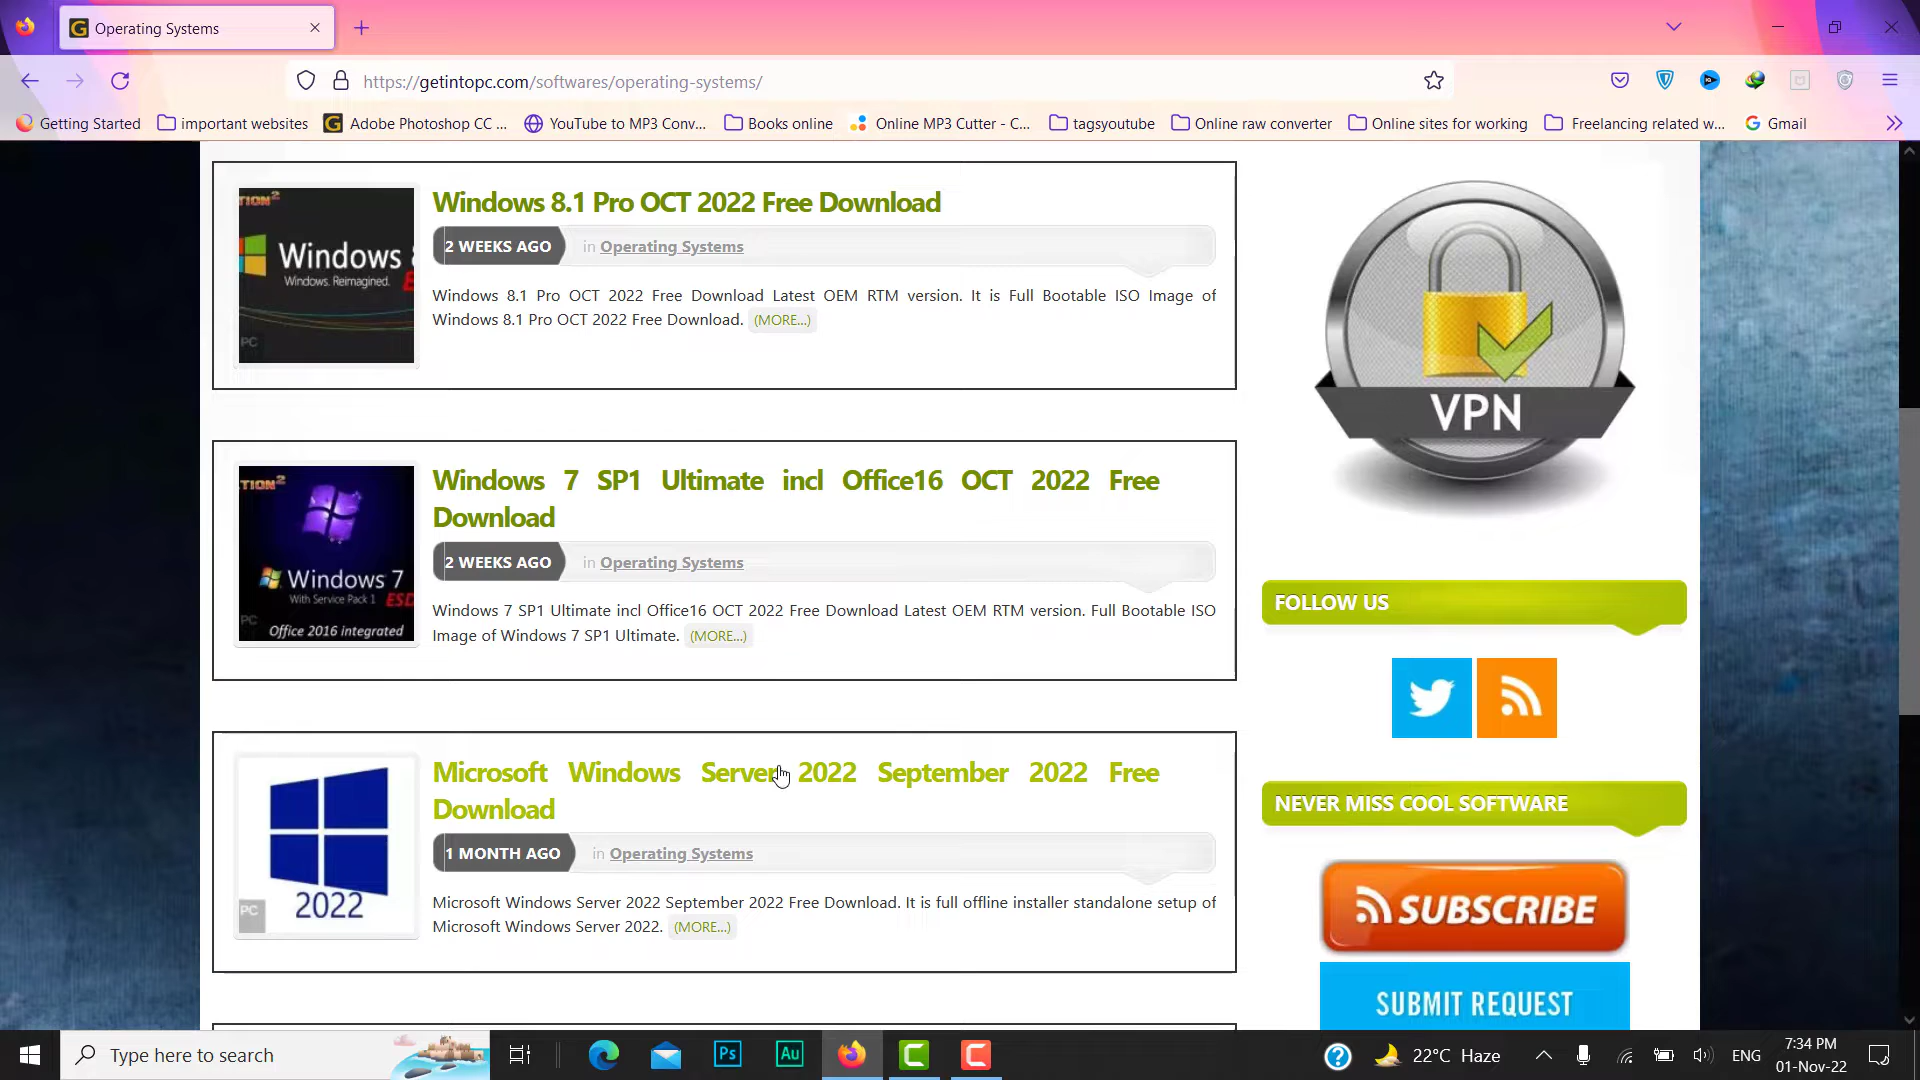 Operating Systems
https://getintopc.com/softwares/operating-systems/
Getting Started important websites Adobe Photoshop CC ... YouTube to MP3 Conv... Books online Online MP3 Cutter - C... tagsyoutube Online raw converter Online sites for working Freelancing related w... Gmail
Windows 8.1 Pro OCT 2022 Free Download
2 WEEKS AGO in Operating Systems
Windows 8.1 Pro OCT 2022 Free Download Latest OEM RTM version. It is Full Bootable ISO Image of
Windows 8.1 Pro OCT 2022 Free Download. (MORE...)
TION²
Windows 8
Windows. Reimagined.
PC
Windows 7 SP1 Ultimate incl Office16 OCT 2022 Free
Download
2 WEEKS AGO in Operating Systems
Windows 7 SP1 Ultimate incl Office16 OCT 2022 Free Download Latest OEM RTM version. Full Bootable ISO
Image of Windows 7 SP1 Ultimate. (MORE...)
TION²
Windows 7
With Service Pack 1 ESD
PC
Office 2016 integrated
Microsoft Windows Server 2022 September 2022 Free
Download
1 MONTH AGO in Operating Systems
Microsoft Windows Server 2022 September 2022 Free Download. It is full offline installer standalone setup of
Microsoft Windows Server 2022. (MORE...)
2022
PC
VPN
FOLLOW US
NEVER MISS COOL SOFTWARE
SUBSCRIBE
SUBMIT REQUEST
Type here to search
Ps
Au
22°C Haze
ENG
7:34 PM
01-Nov-22